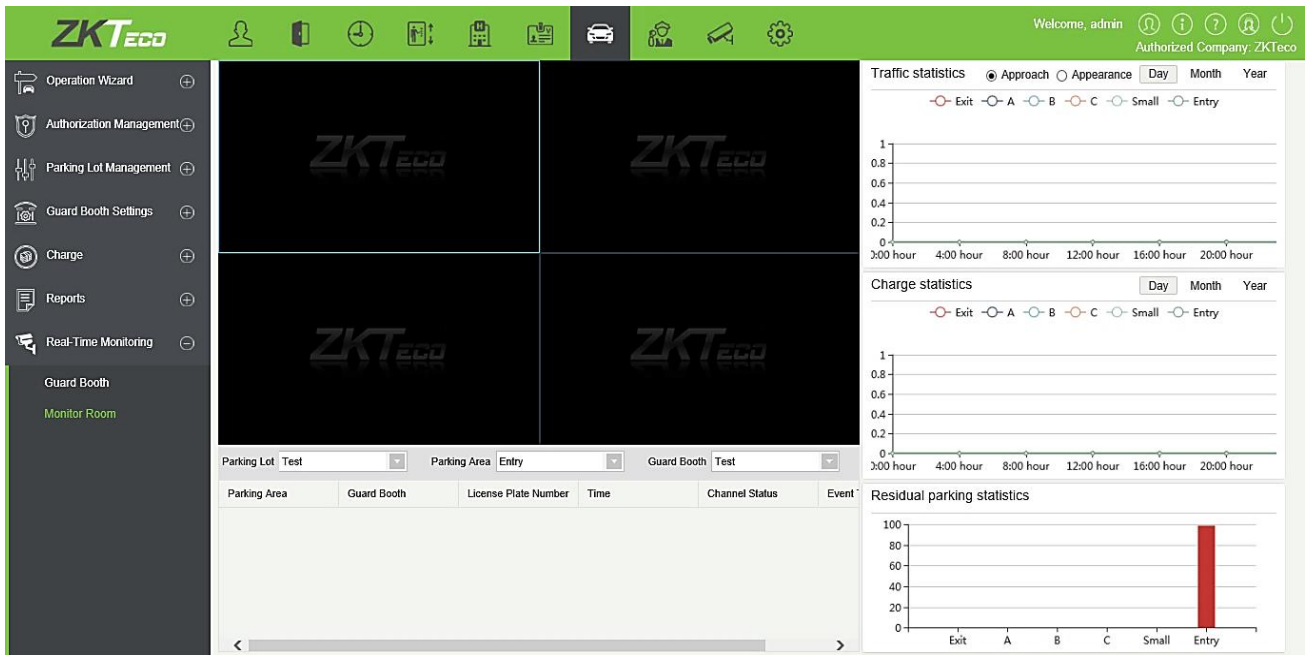 ZKTeco
Welcome, admin
Authorized Company: ZKTeco
Operation Wizard
Authorization Management
Parking Lot Management
Guard Booth Settings
Charge
Reports
Real-Time Monitoring
Guard Booth
Monitor Room
ZKTeco ZKTeco
ZKTeco ZKTeco
Parking Lot Test Parking Area Entry Guard Booth Test
Parking Area Guard Booth License Plate Number Time Channel Status Event
Traffic statistics Approach Appearance Day Month Year
Exit A B C Small Entry
1
0.8
0.6
0.4
0.2
0
0:00 hour 4:00 hour 8:00 hour 12:00 hour 16:00 hour 20:00 hour
Charge statistics Day Month Year
Exit A B C Small Entry
1
0.8
0.6
0.4
0.2
0
0:00 hour 4:00 hour 8:00 hour 12:00 hour 16:00 hour 20:00 hour
Residual parking statistics
100
80
60
40
20
0
Exit A B C Small Entry